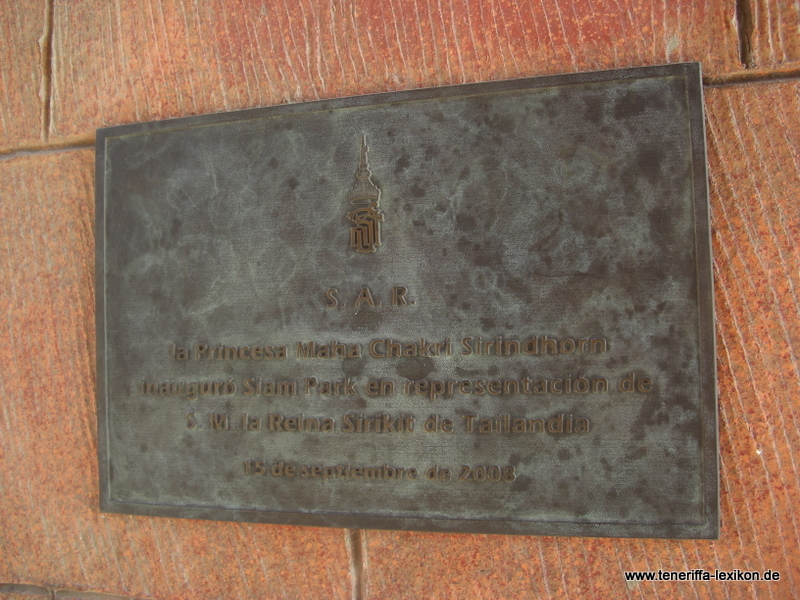 S. A. R.
la Princesa Maha Chakri Sirindhorn
inauguró Siam Park en representación de
S. M. la Reina Sirikit de Tailandia
15 de septiembre de 2008
www.teneriffa-lexikon.de